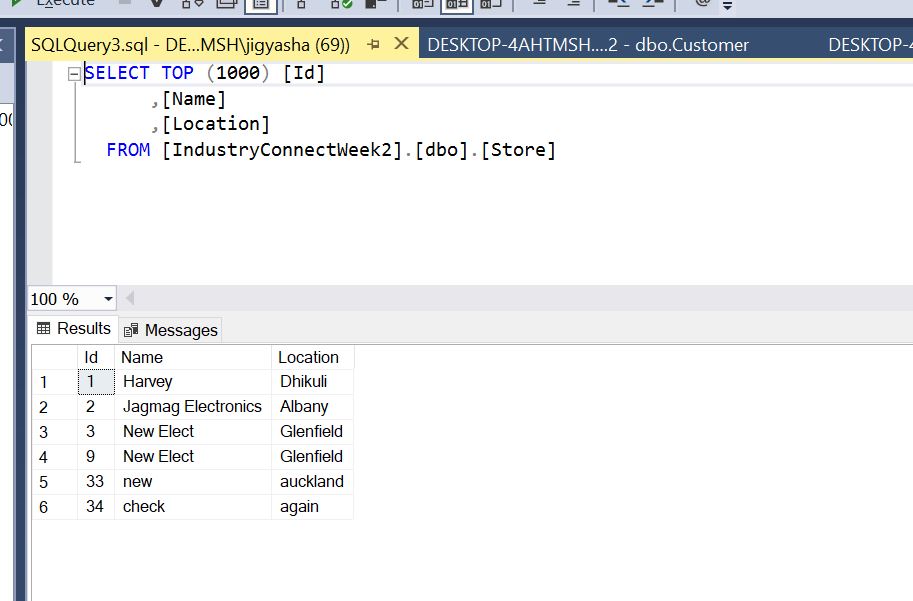 Execute
SQLQuery3.sql - DE...MSH\jigyasha (69)) DESKTOP-4AHTMSH....2 - dbo.Customer DESKTOP-4
SELECT TOP (1000) [Id]
,[Name]
,[Location]
FROM [IndustryConnectWeek2].[dbo].[Store]
100 %
Results Messages
Id Name Location
1 1 Harvey Dhikuli
2 2 Jagmag Electronics Albany
3 3 New Elect Glenfield
4 9 New Elect Glenfield
5 33 new auckland
6 34 check again